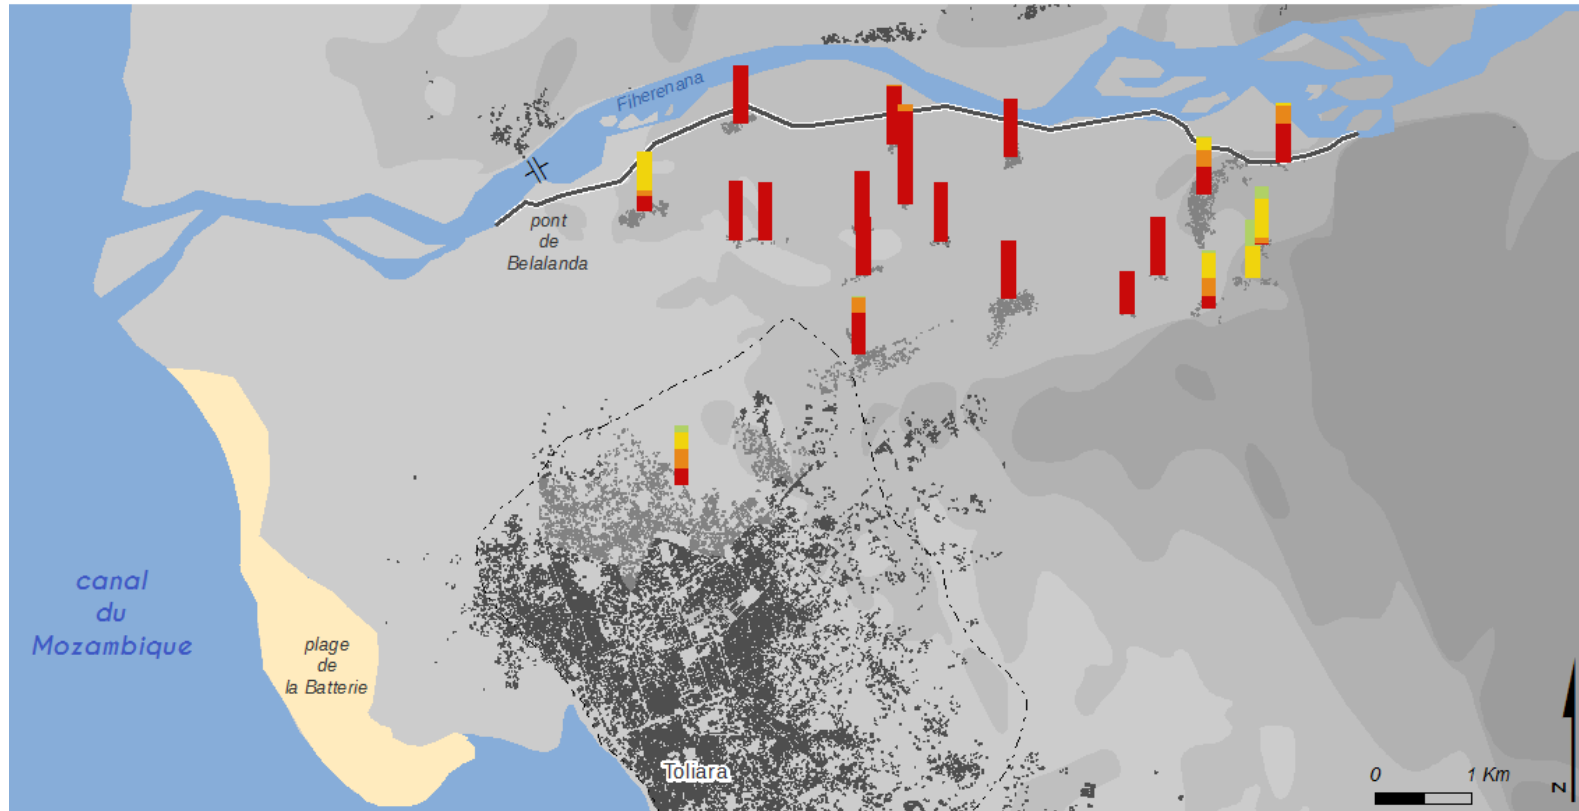 Fiherenana
pont
de
Belalanda
canal
du
Mozambique
plage
de
la Batterie
Toliara
0 1 Km
N